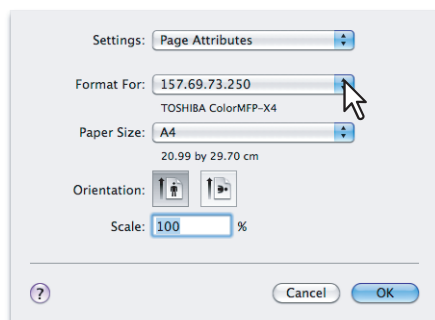 Settings: Page Attributes
Format For: 157.69.73.250
TOSHIBA ColorMFP-X4
Paper Size: A4
20.99 by 29.70 cm
Orientation:
Scale: 100 %
? Cancel OK